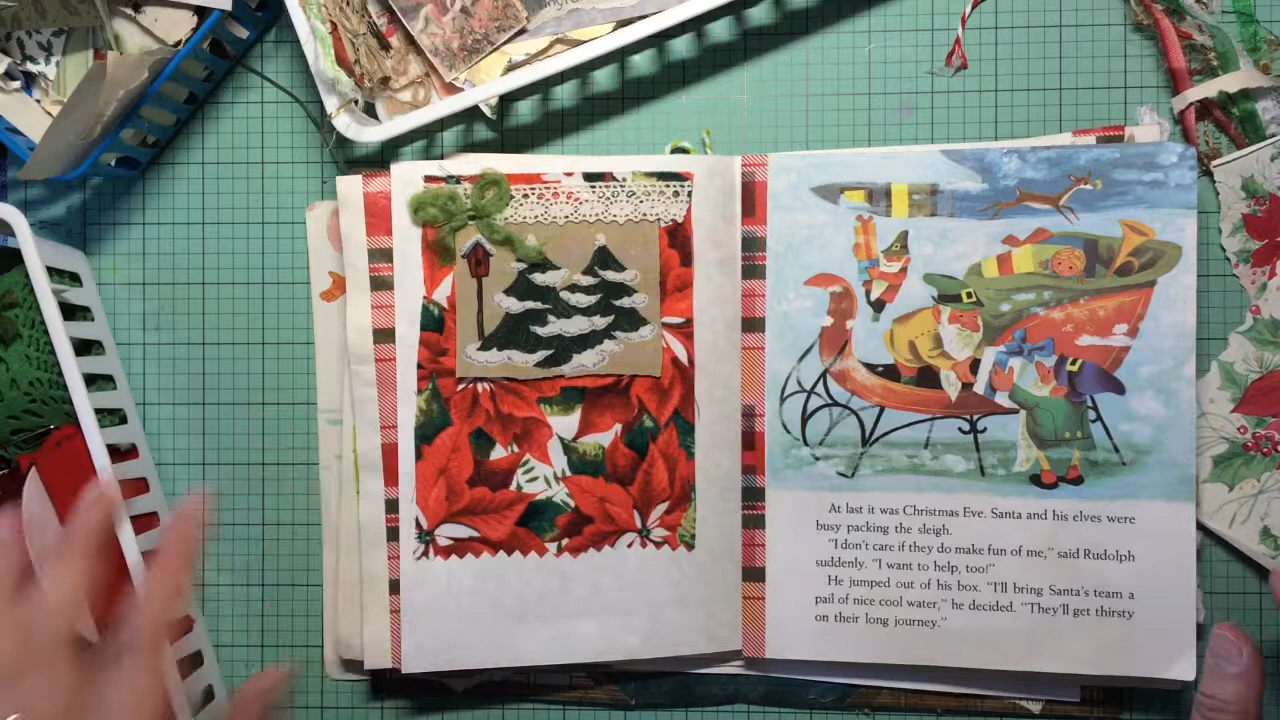 At last it was Christmas Eve. Santa and his elves were
busy packing the sleigh.
"I don't care if they do make fun of me," said Rudolph
suddenly. "I want to help, too!"
He jumped out of his box. "I'll bring Santa's team a
pail of nice cool water," he decided. "They'll get thirsty
on their long journey."